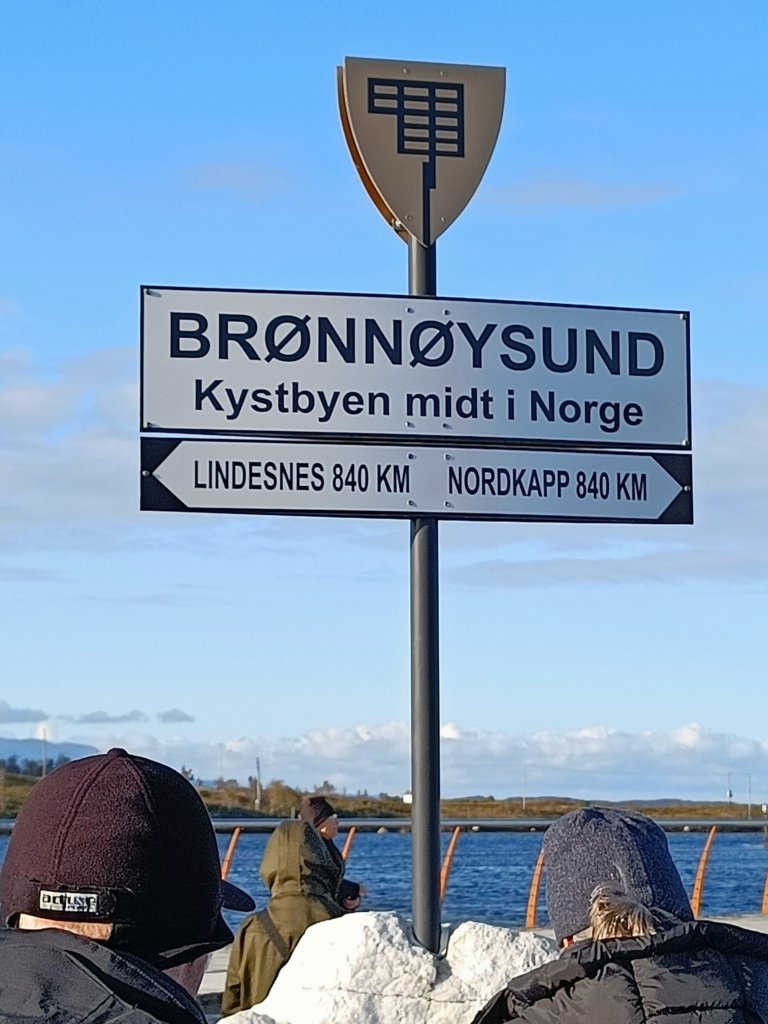 BRØNNØYSUND
Kystbyen midt i Norge
LINDESNES 840 KM NORDKAPP 840 KM